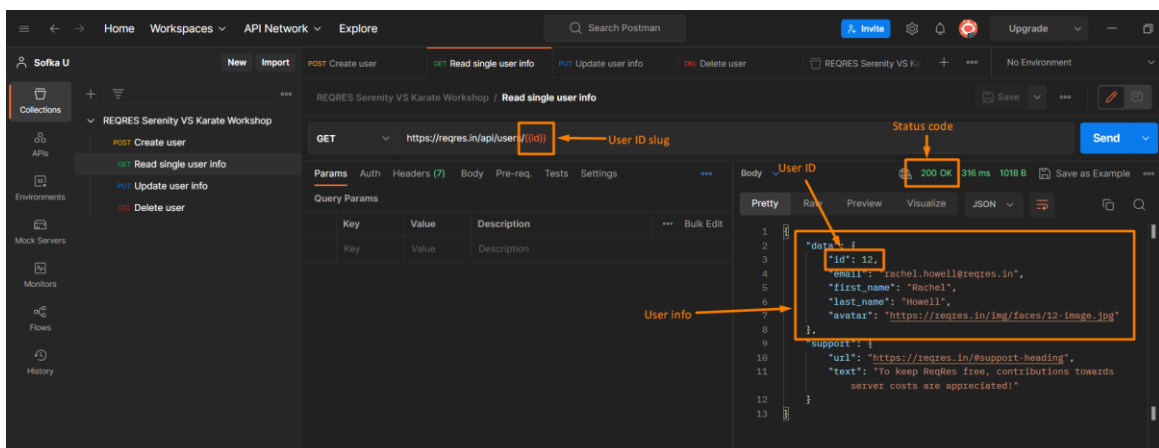 Home Workspaces API Network Explore Search Postman Invite Upgrade
Sofka U New Import POST Create user GET Read single user info PUT Update user info DEL Delete user REQRES Serenity VS Ka No Environment
Collections
APIs
Environments
Mock Servers
Monitors
Flows
History
REQRES Serenity VS Karate Workshop
POST Create user
GET Read single user info
PUT Update user info
DEL Delete user
REQRES Serenity VS Karate Workshop / Read single user info Save
GET https://reqres.in/api/users/{{id}} User ID slug Status code Send
Params Auth Headers (7) Body Pre-req. Tests Settings
Query Params
Key Value Description Bulk Edit
Key Value Description
Body User ID 200 OK 316 ms 1018 B Save as Example
Pretty Raw Preview Visualize JSON
User info
1 {
2 "data": {
3 "id": 12,
4 "email": "rachel.howell@reqres.in",
5 "first_name": "Rachel",
6 "last_name": "Howell",
7 "avatar": "https://reqres.in/img/faces/12-image.jpg"
8 },
9 "support": {
10 "url": "https://reqres.in/#support-heading",
11 "text": "To keep ReqRes free, contributions towards
server costs are appreciated!"
12 }
13 }